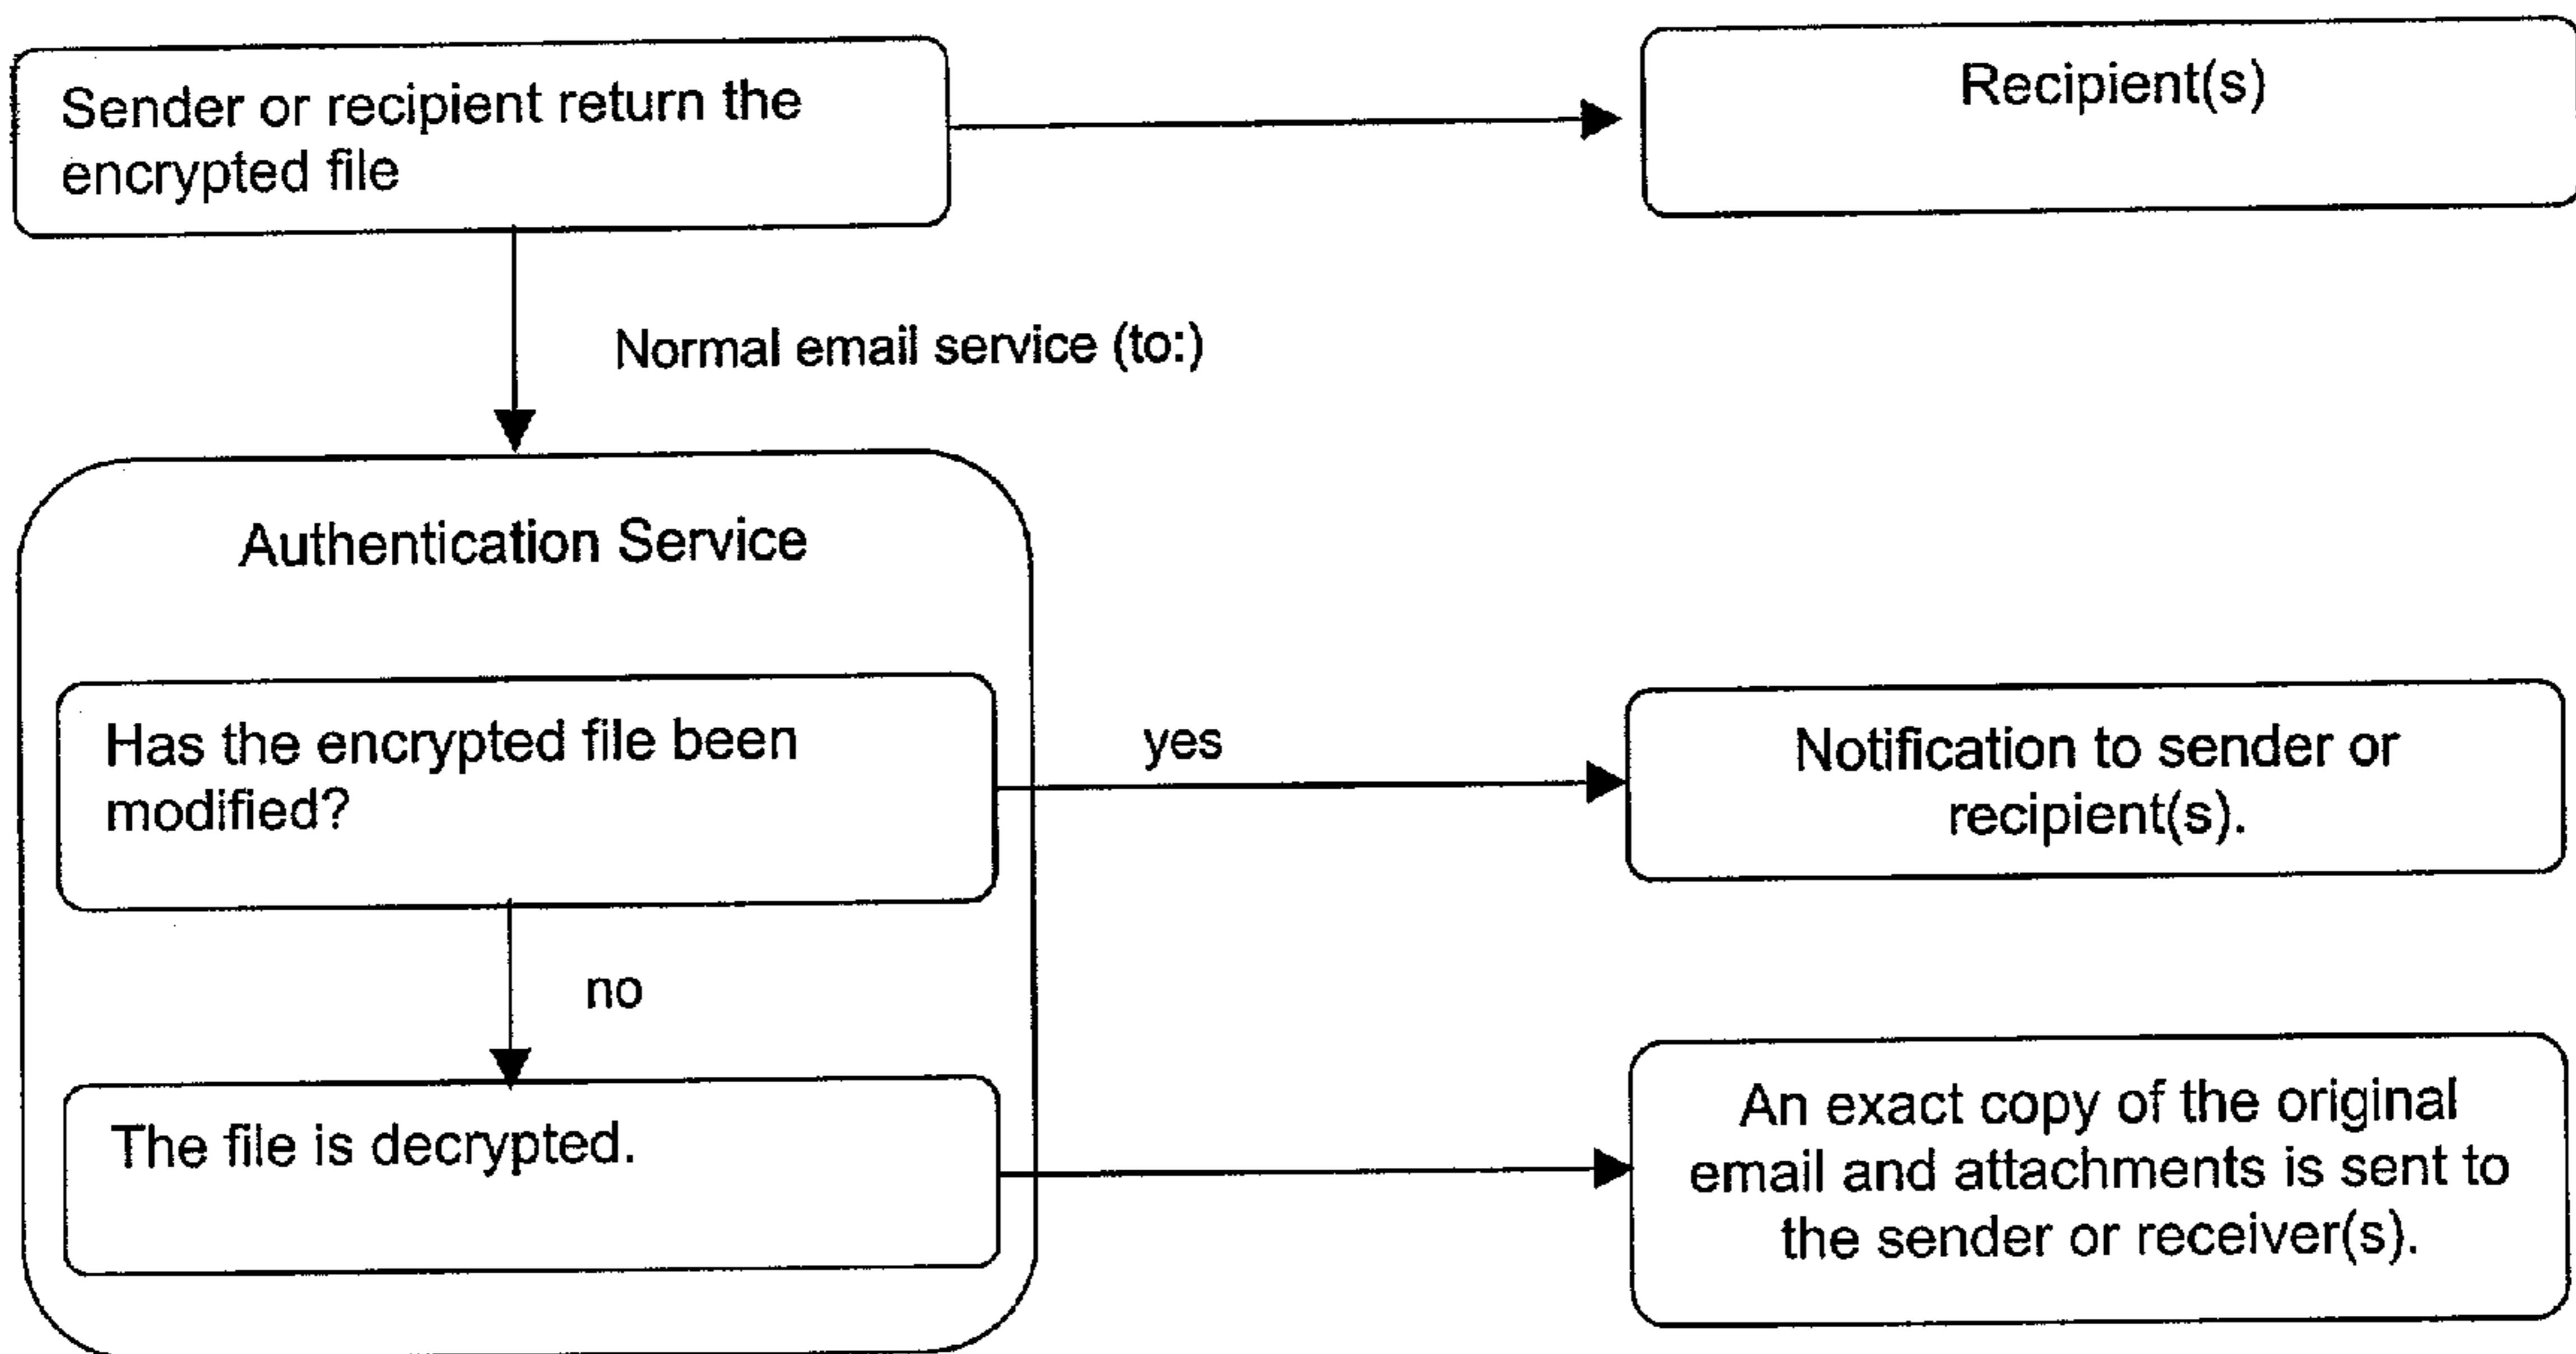 Sender or recipient return the
encrypted file
Recipient(s)
Normal email service (to:)
Authentication Service
Has the encrypted file been
modified?
yes
Notification to sender or
recipient(s).
no
The file is decrypted.
An exact copy of the original
email and attachments is sent to
the sender or receiver(s).